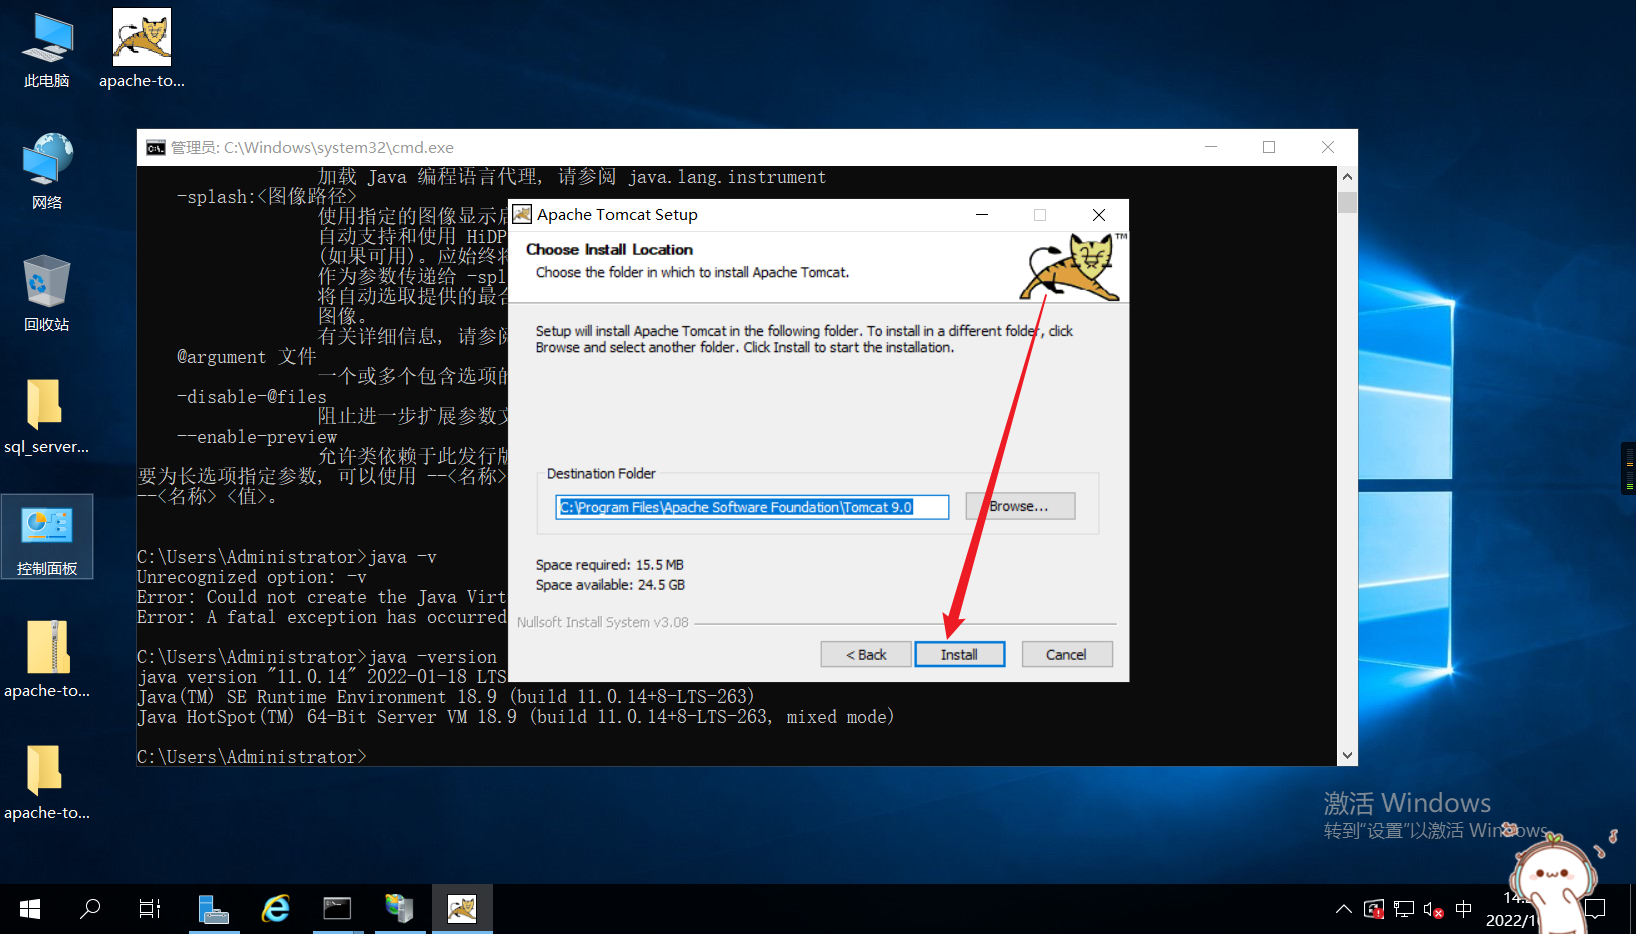 此电脑
apache-to...
网络
回收站
sql_server...
控制面板
apache-to...
apache-to...
管理员: C:\Windows\system32\cmd.exe
加载 Java 编程语言代理, 请参阅 java.lang.instrument
-splash:<图像路径>
使用指定的图像显示启
自动支持和使用 HiDP
(如果可用)。应始终将
作为参数传递给 -spl
将自动选取提供的最合
图像。
有关详细信息, 请参阅
@argument 文件
一个或多个包含选项的
-disable-@files
阻止进一步扩展参数文
--enable-preview
允许类依赖于此发行版
要为长选项指定参数, 可以使用 --<名称>
--<名称> <值>。
C:\Users\Administrator>java -v
Unrecognized option: -v
Error: Could not create the Java Virt
Error: A fatal exception has occurred
C:\Users\Administrator>java -version
java version "11.0.14" 2022-01-18 LTS
Java(TM) SE Runtime Environment 18.9 (build 11.0.14+8-LTS-263)
Java HotSpot(TM) 64-Bit Server VM 18.9 (build 11.0.14+8-LTS-263, mixed mode)
C:\Users\Administrator>
Apache Tomcat Setup
Choose Install Location
Choose the folder in which to install Apache Tomcat.
TM
Setup will install Apache Tomcat in the following folder. To install in a different folder, click
Browse and select another folder. Click Install to start the installation.
Destination Folder
C:\Program Files\Apache Software Foundation\Tomcat 9.0
Browse...
Space required: 15.5 MB
Space available: 24.5 GB
Nullsoft Install System v3.08
< Back
Install
Cancel
激活 Windows
转到"设置"以激活 Windows
中
14:
2022/1